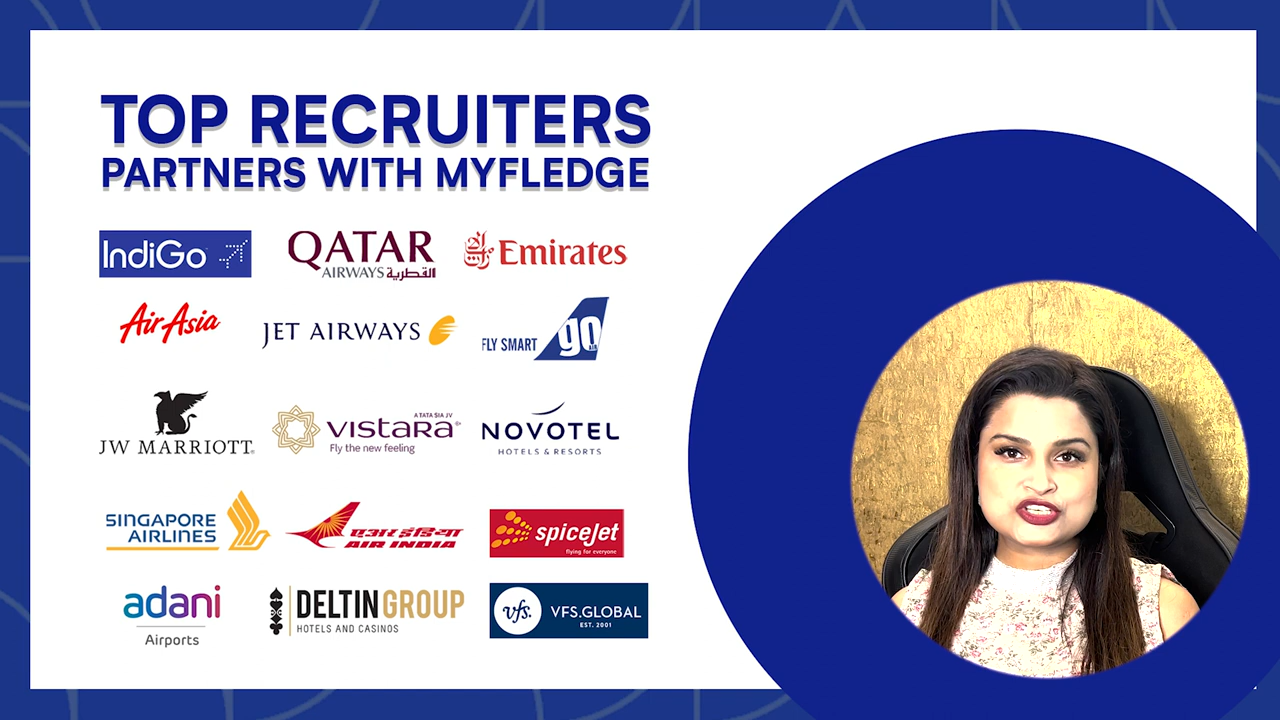 TOP RECRUITERS
PARTNERS WITH MYFLEDGE
IndiGo
QATAR
AIRWAYS القطرية
Emirates
AirAsia
JET AIRWAYS
FLY SMART go AIR
JW MARRIOTT
A TATA SIA JV
vistara
Fly the new feeling
NOVOTEL
HOTELS & RESORTS
SINGAPORE
AIRLINES
एअर इंडिया
AIR INDIA
spiceJet
flying for everyone
adani
Airports
DELTIN GROUP
HOTELS AND CASINOS
vfs.
VFS.GLOBAL
EST. 2001